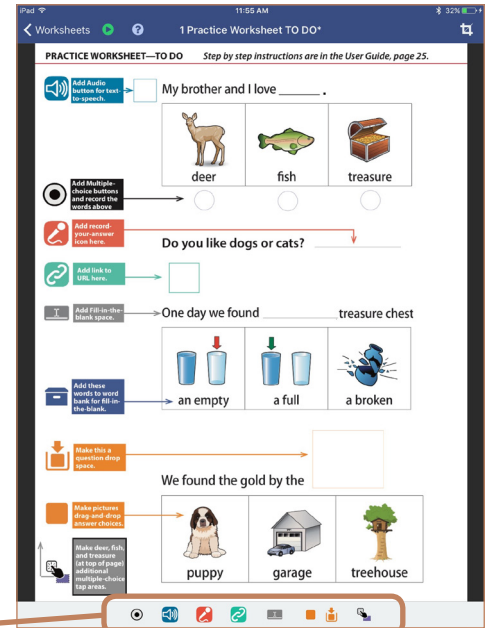 iPad 11:55 AM 32%
Worksheets ? 1 Practice Worksheet TO DO*
PRACTICE WORKSHEET—TO DO Step by step instructions are in the User Guide, page 25.
Add Audio
button for text-
to-speech.
My brother and I love ______ .
deer fish treasure
Add Multiple-
choice buttons
and record the
words above
Add record-
your-answer
icon here.
Do you like dogs or cats? ____________
Add link to
URL here.
Add Fill-in-the-
blank space.
One day we found ____________ treasure chest
Add these
words to word
bank for fill-in-
the-blank.
an empty a full a broken
Make this a
question drop
space.
We found the gold by the
Make pictures
drag-and-drop
answer choices.
Make deer, fish,
and treasure
(at top of page)
additional
multiple-choice
tap areas.
puppy garage treehouse